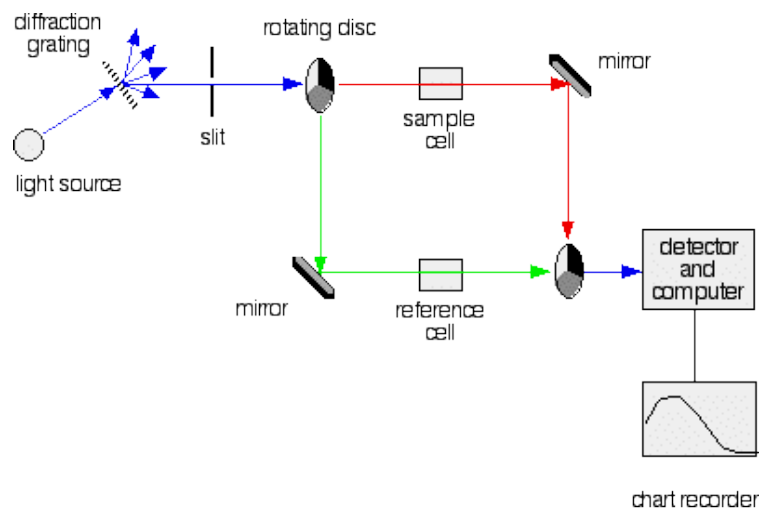 diffraction
grating
rotating disc
mirror
slit
sample
cell
light source
detector
and
computer
mirror
reference
cell
chart recorder